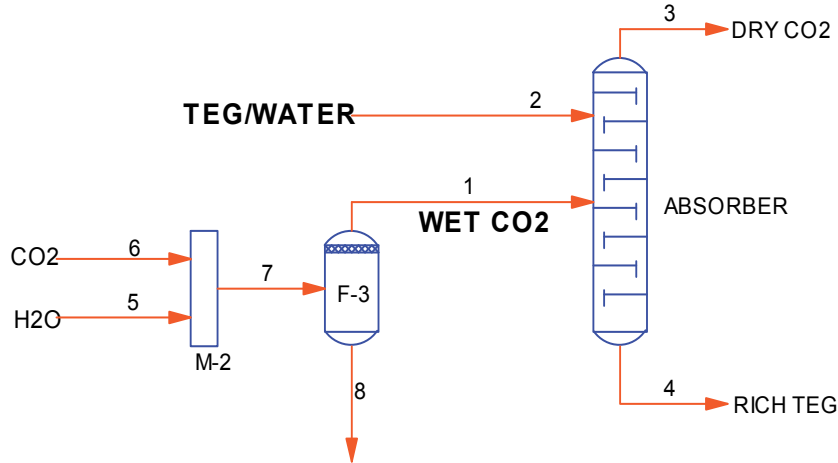 3
DRY CO2
TEG/WATER
2
1
WET CO2
ABSORBER
CO2
6
7
F-3
H2O
5
M-2
8
4
RICH TEG